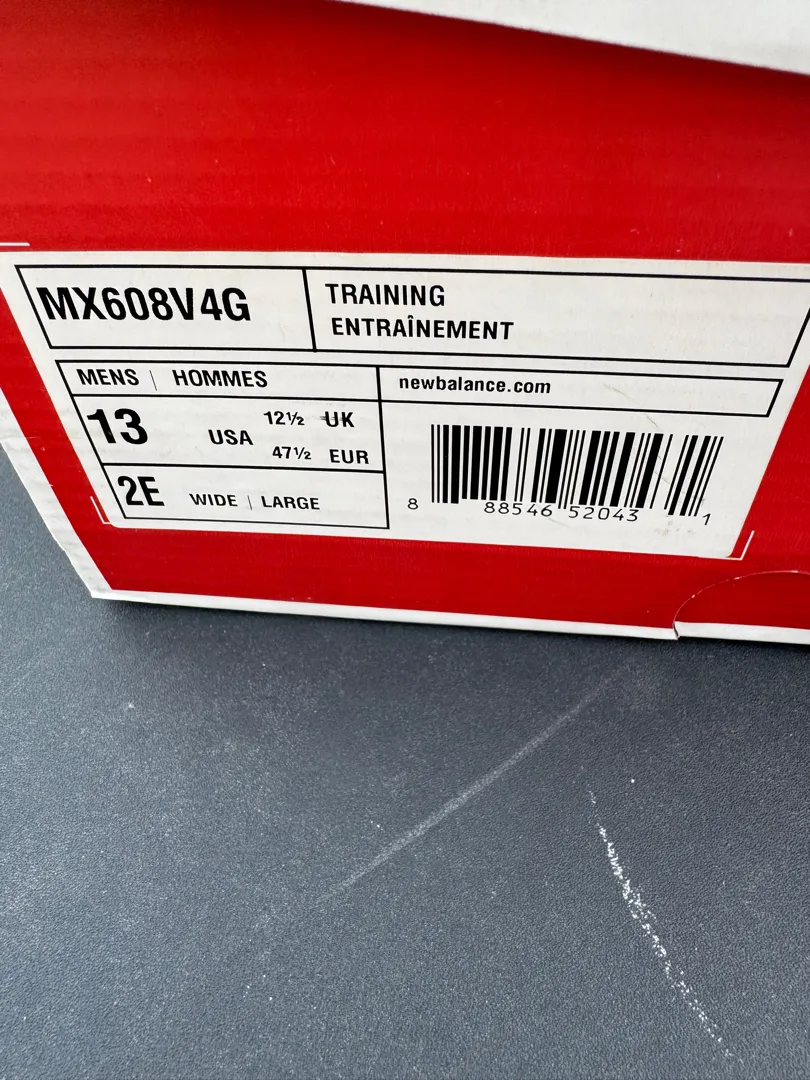 MX608V4G
TRAINING
ENTRAÎNEMENT
MENS | HOMMES
newbalance.com
13 USA
12½ UK
47½ EUR
2E WIDE | LARGE
8 88546 52043 1